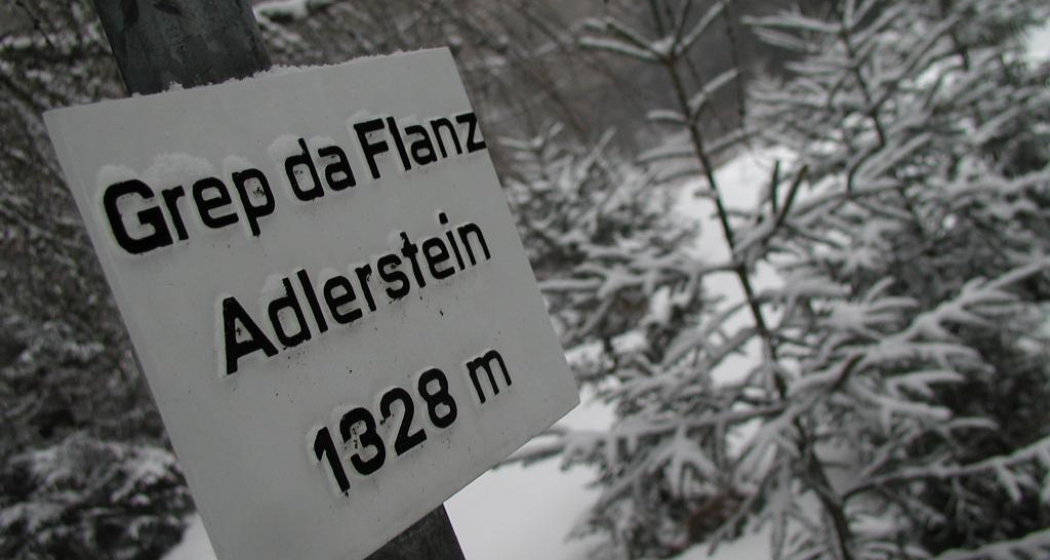 Grep da Flanz
Adlerstein
1328 m